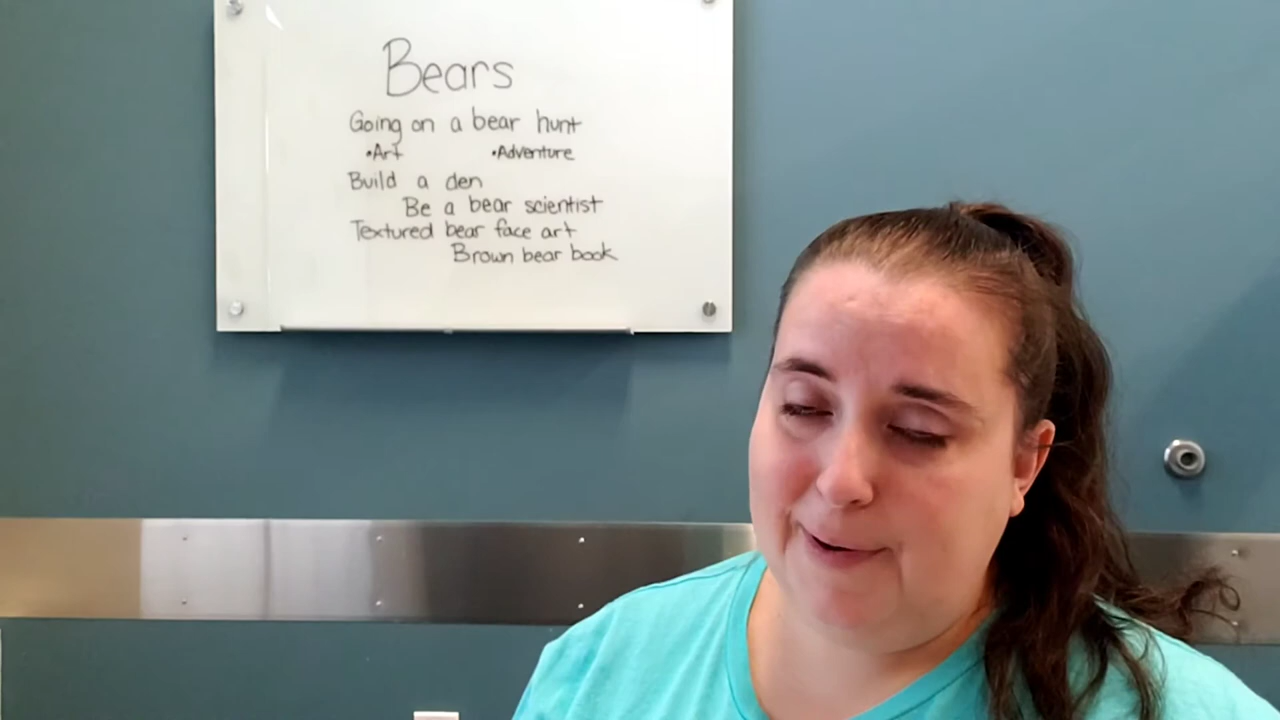 Bears
Going on a bear hunt
•Art •Adventure
Build a den
Be a bear scientist
Textured bear face art
Brown bear book